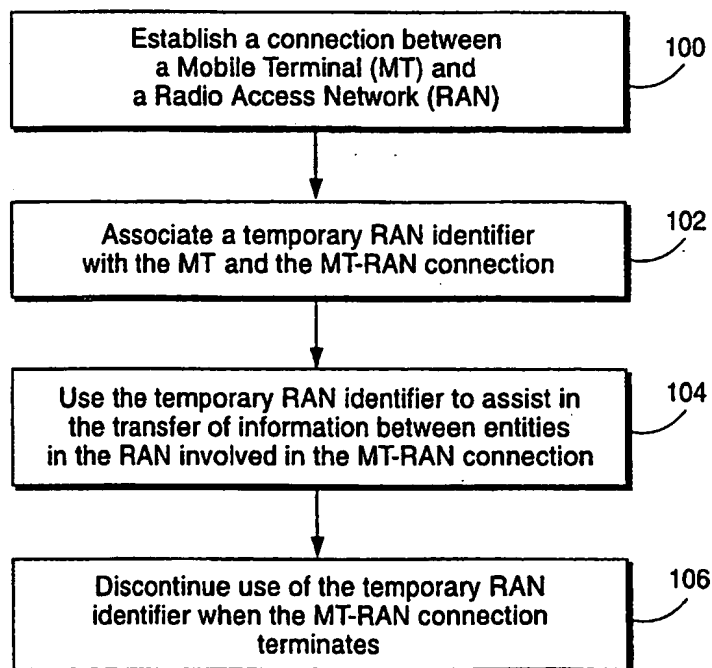 Establish a connection between
a Mobile Terminal (MT) and
a Radio Access Network (RAN)
100
Associate a temporary RAN identifier
with the MT and the MT-RAN connection
102
Use the temporary RAN identifier to assist in
the transfer of information between entities
in the RAN involved in the MT-RAN connection
104
Discontinue use of the temporary RAN
identifier when the MT-RAN connection
terminates
106